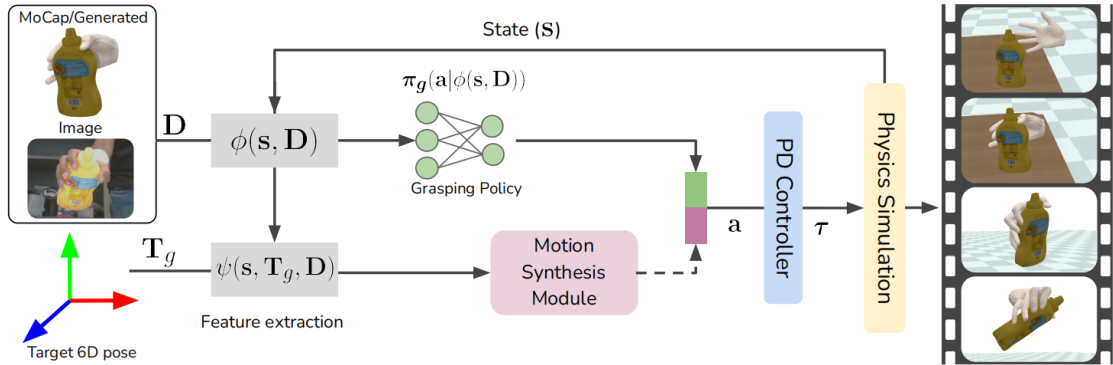 MoCap/Generated
Image
D
T_g
Target 6D pose
State (S)
ϕ(s, D)
ψ(s, T_g, D)
Feature extraction
π_g(a|ϕ(s, D))
Grasping Policy
Motion
Synthesis
Module
a
PD Controller
τ
Physics Simulation